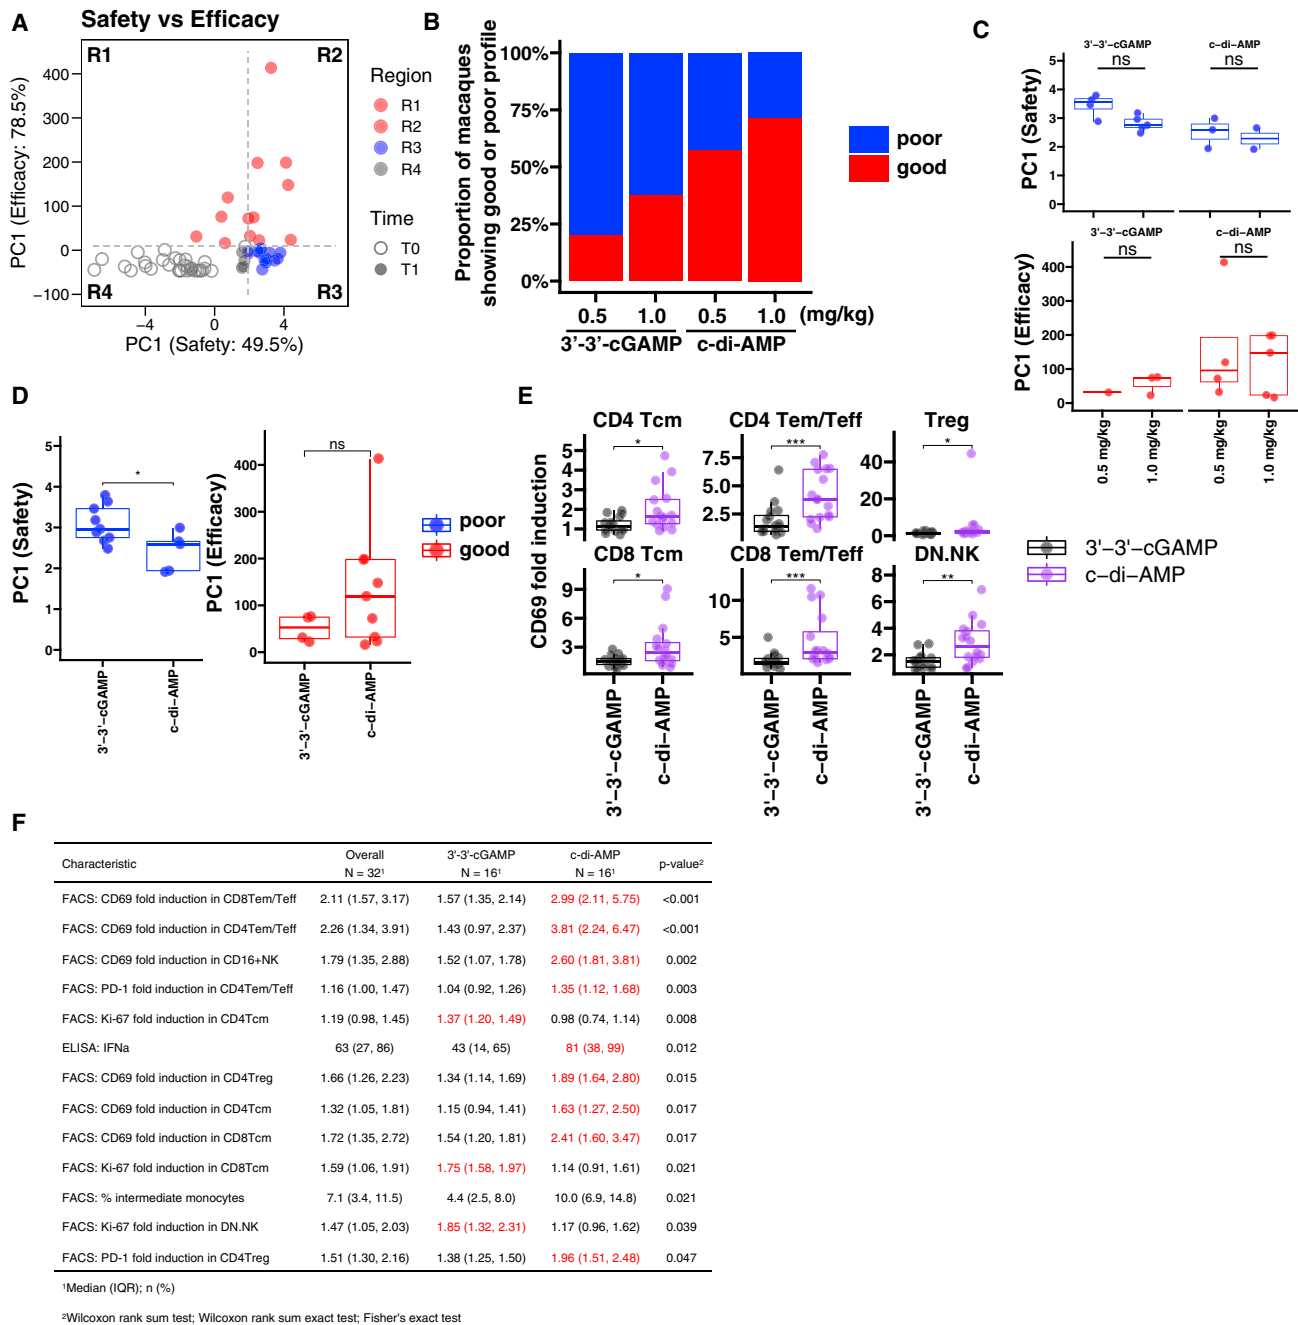 A
Safety vs Efficacy
R1
R2
R4
R3
400
300
200
100
0
−100
−4
0
4
PC1 (Efficacy: 78.5%)
PC1 (Safety: 49.5%)
Region
R1
R2
R3
R4
Time
T0
T1
B
Proportion of macaques
showing good or poor profile
100%
75%
50%
25%
0%
0.5
1.0
0.5
1.0
(mg/kg)
3'-3'-cGAMP
c-di-AMP
poor
good
C
3'−3'−cGAMP
c−di−AMP
ns
ns
PC1 (Safety)
5
4
3
2
1
0
3'−3'−cGAMP
c−di−AMP
ns
ns
PC1 (Efficacy)
400
300
200
100
0
0.5 mg/kg
1.0 mg/kg
0.5 mg/kg
1.0 mg/kg
D
PC1 (Safety)
5
4
3
2
1
0
*
3'−3'−cGAMP
c−di−AMP
PC1 (Efficacy)
400
300
200
100
0
ns
3'−3'−cGAMP
c−di−AMP
poor
good
E
CD69 fold induction
CD4 Tcm
5
4
3
2
1
*
CD4 Tem/Teff
7.5
5.0
2.5
***
Treg
40
20
0
*
CD8 Tcm
9
6
3
*
CD8 Tem/Teff
10
5
***
DN.NK
8
6
4
2
**
3'−3'−cGAMP
c−di−AMP
3'−3'−cGAMP
c−di−AMP
3'−3'−cGAMP
c−di−AMP
3'−3'−cGAMP
c−di−AMP
F
Characteristic Overall N = 32¹ 3'-3'-cGAMP N = 16¹ c-di-AMP N = 16¹ p-value²
FACS: CD69 fold induction in CD8Tem/Teff 2.11 (1.57, 3.17) 1.57 (1.35, 2.14) 2.99 (2.11, 5.75) <0.001
FACS: CD69 fold induction in CD4Tem/Teff 2.26 (1.34, 3.91) 1.43 (0.97, 2.37) 3.81 (2.24, 6.47) <0.001
FACS: CD69 fold induction in CD16+NK 1.79 (1.35, 2.88) 1.52 (1.07, 1.78) 2.60 (1.81, 3.81) 0.002
FACS: PD-1 fold induction in CD4Tem/Teff 1.16 (1.00, 1.47) 1.04 (0.92, 1.26) 1.35 (1.12, 1.68) 0.003
FACS: Ki-67 fold induction in CD4Tcm 1.19 (0.98, 1.45) 1.37 (1.20, 1.49) 0.98 (0.74, 1.14) 0.008
ELISA: IFNa 63 (27, 86) 43 (14, 65) 81 (38, 99) 0.012
FACS: CD69 fold induction in CD4Treg 1.66 (1.26, 2.23) 1.34 (1.14, 1.69) 1.89 (1.64, 2.80) 0.015
FACS: CD69 fold induction in CD4Tcm 1.32 (1.05, 1.81) 1.15 (0.94, 1.41) 1.63 (1.27, 2.50) 0.017
FACS: CD69 fold induction in CD8Tcm 1.72 (1.35, 2.72) 1.54 (1.20, 1.81) 2.41 (1.60, 3.47) 0.017
FACS: Ki-67 fold induction in CD8Tcm 1.59 (1.06, 1.91) 1.75 (1.58, 1.97) 1.14 (0.91, 1.61) 0.021
FACS: % intermediate monocytes 7.1 (3.4, 11.5) 4.4 (2.5, 8.0) 10.0 (6.9, 14.8) 0.021
FACS: Ki-67 fold induction in DN.NK 1.47 (1.05, 2.03) 1.85 (1.32, 2.31) 1.17 (0.96, 1.62) 0.039
FACS: PD-1 fold induction in CD4Treg 1.51 (1.30, 2.16) 1.38 (1.25, 1.50) 1.96 (1.51, 2.48) 0.047
¹Median (IQR); n (%)
²Wilcoxon rank sum test; Wilcoxon rank sum exact test; Fisher's exact test